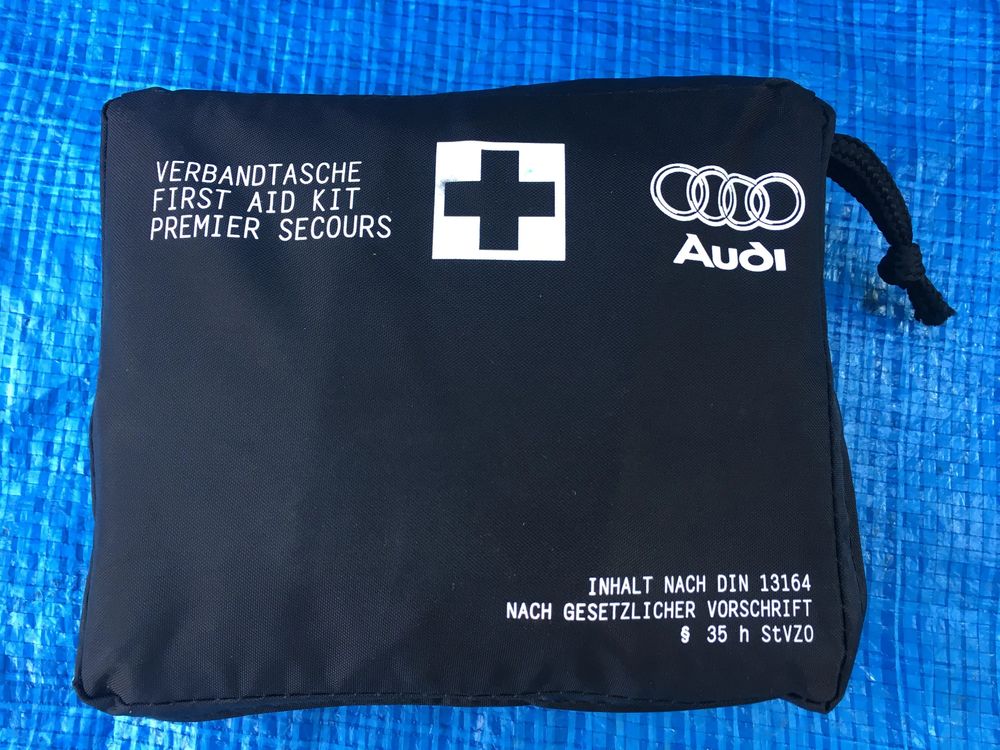 VERBANDTASCHE
FIRST AID KIT
PREMIER SECOURS
Audi
INHALT NACH DIN 13164
NACH GESETZLICHER VORSCHRIFT
§ 35 h StVZO